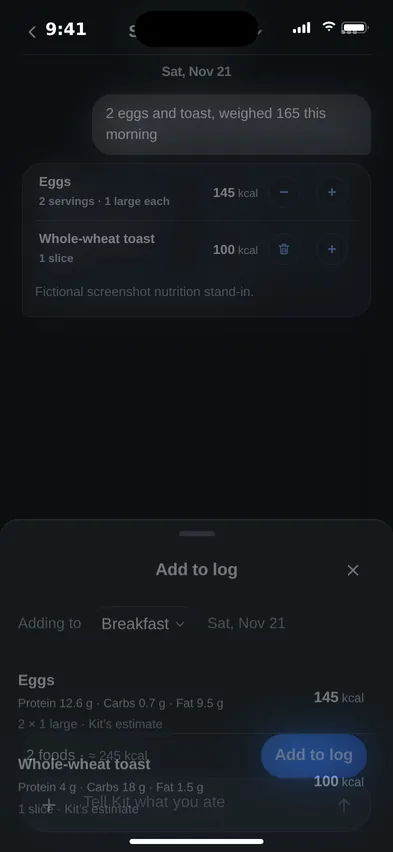 9:41
S
Sat, Nov 21
2 eggs and toast, weighed 165 this
morning
Eggs
2 servings · 1 large each
145 kcal
Whole-wheat toast
1 slice
100 kcal
Fictional screenshot nutrition stand-in.
Add to log
Adding to Breakfast Sat, Nov 21
Eggs
Protein 12.6 g · Carbs 0.7 g · Fat 9.5 g
2 × 1 large · Kit's estimate
145 kcal
2 foods · ≈ 245 kcal
Add to log
Whole-wheat toast
Protein 4 g · Carbs 18 g · Fat 1.5 g
1 slice · Kit's estimate
100 kcal
Tell Kit what you ate